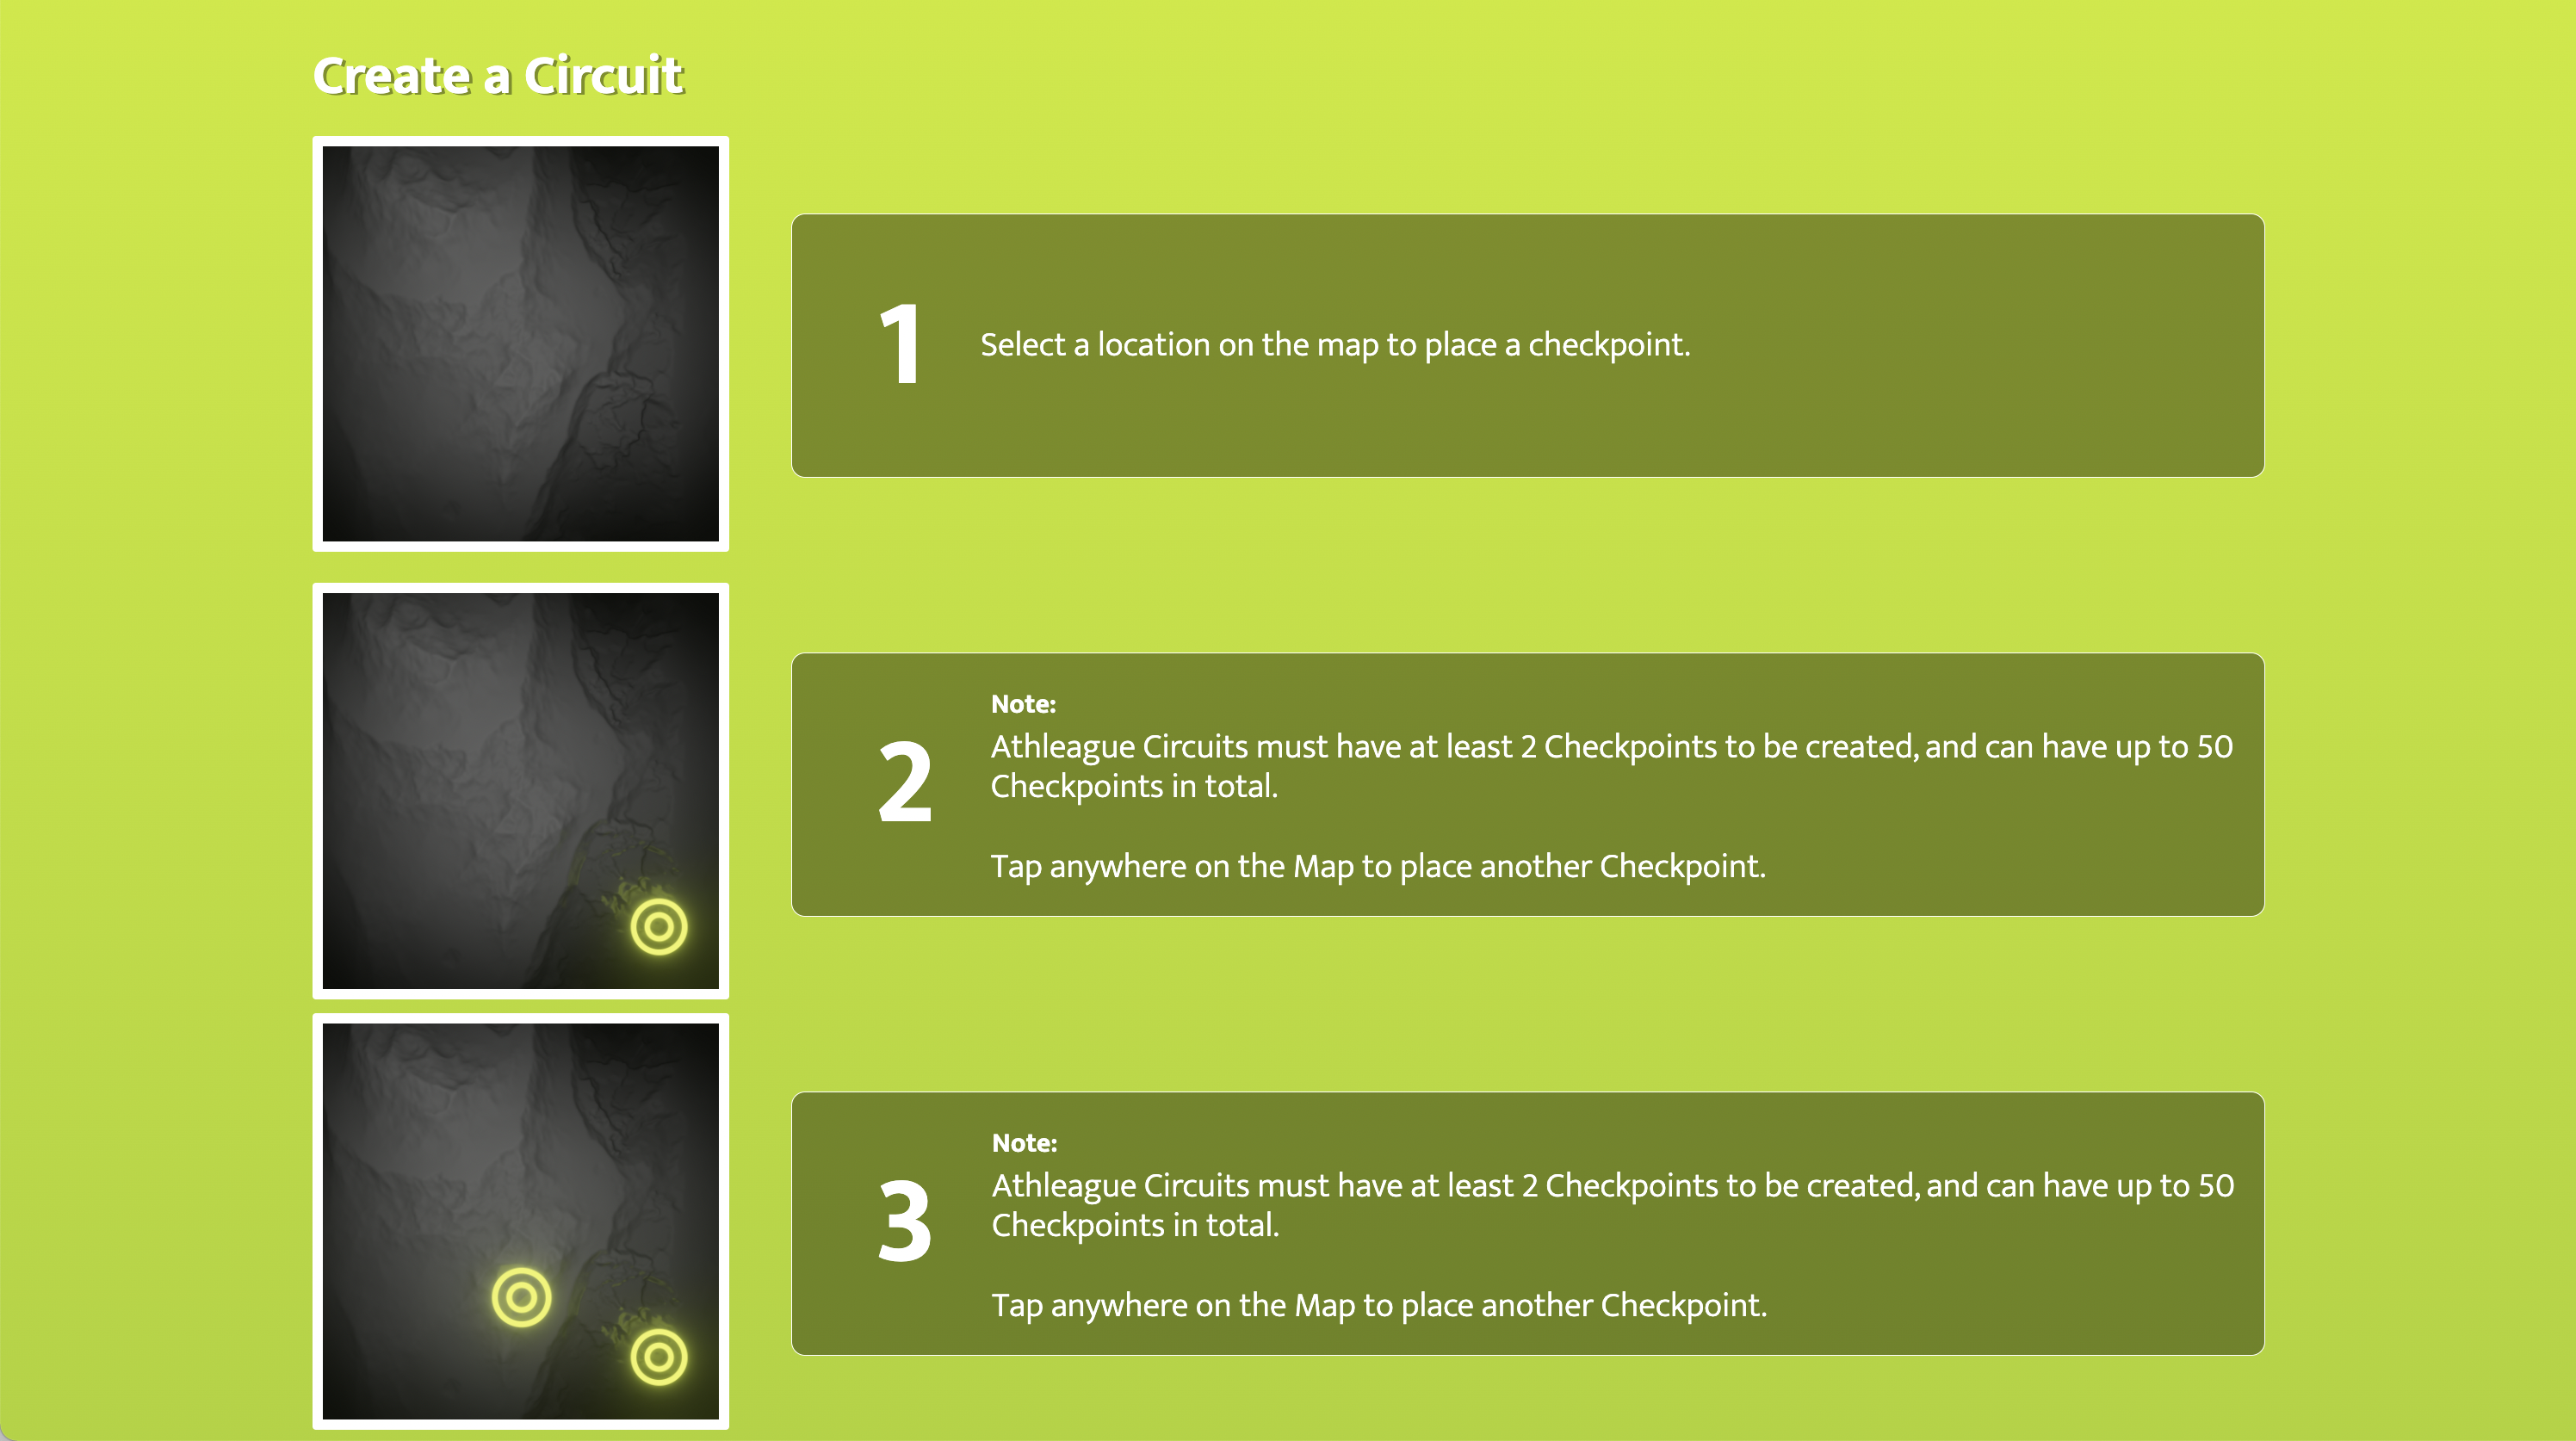 Create a Circuit
1
Select a location on the map to place a checkpoint.
2
Note:
Athleague Circuits must have at least 2 Checkpoints to be created, and can have up to 50
Checkpoints in total.
Tap anywhere on the Map to place another Checkpoint.
3
Note:
Athleague Circuits must have at least 2 Checkpoints to be created, and can have up to 50
Checkpoints in total.
Tap anywhere on the Map to place another Checkpoint.